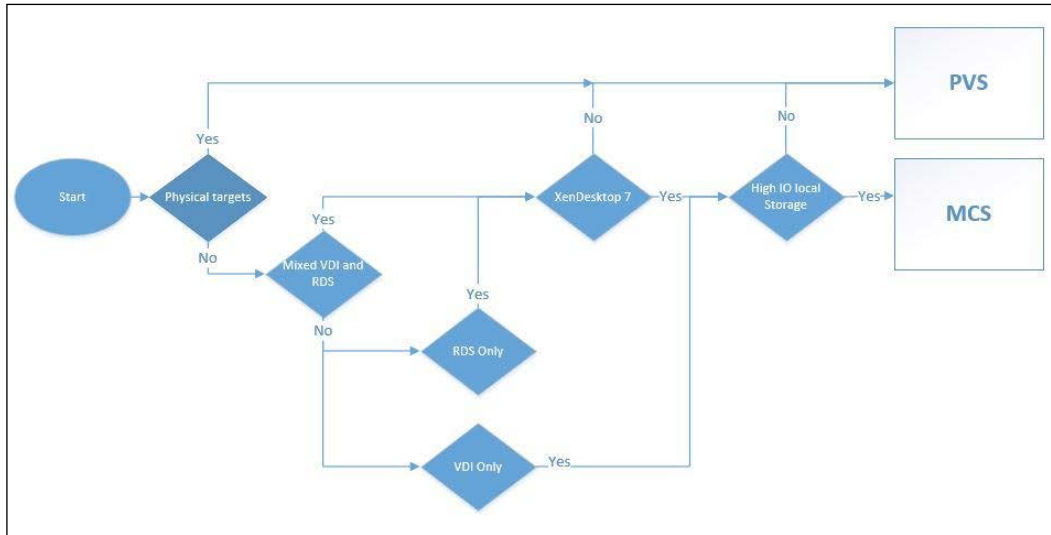 PVS
No
No
Yes
Start
Physical targets
XenDesktop 7
Yes
High IO local
Storage
Yes
MCS
Yes
No
Mixed VDI and
RDS
Yes
No
RDS Only
VDI Only
Yes